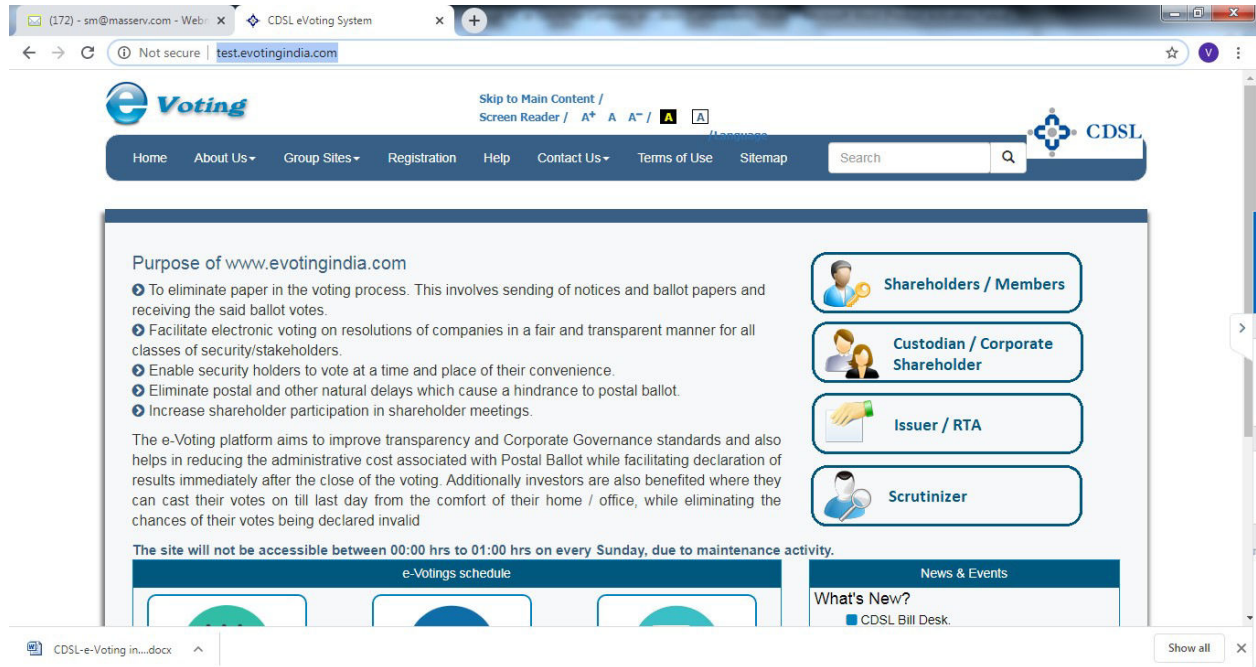 (172) - sm@masserv.com - Webr
CDSL eVoting System
Not secure | test.evotingindia.com
V
e Voting
Skip to Main Content /
Screen Reader / A+ A A- / A A
/Language
CDSL
Home About Us Group Sites Registration Help Contact Us Terms of Use Sitemap Search
Purpose of www.evotingindia.com
To eliminate paper in the voting process. This involves sending of notices and ballot papers and
receiving the said ballot votes.
Facilitate electronic voting on resolutions of companies in a fair and transparent manner for all
classes of security/stakeholders.
Enable security holders to vote at a time and place of their convenience.
Eliminate postal and other natural delays which cause a hindrance to postal ballot.
Increase shareholder participation in shareholder meetings.
The e-Voting platform aims to improve transparency and Corporate Governance standards and also
helps in reducing the administrative cost associated with Postal Ballot while facilitating declaration of
results immediately after the close of the voting. Additionally investors are also benefited where they
can cast their votes on till last day from the comfort of their home / office, while eliminating the
chances of their votes being declared invalid
Shareholders / Members
Custodian / Corporate
Shareholder
Issuer / RTA
Scrutinizer
The site will not be accessible between 00:00 hrs to 01:00 hrs on every Sunday, due to maintenance activity.
e-Votings schedule
News & Events
What's New?
CDSL Bill Desk.
CDSL-e-Voting in....docx
Show all